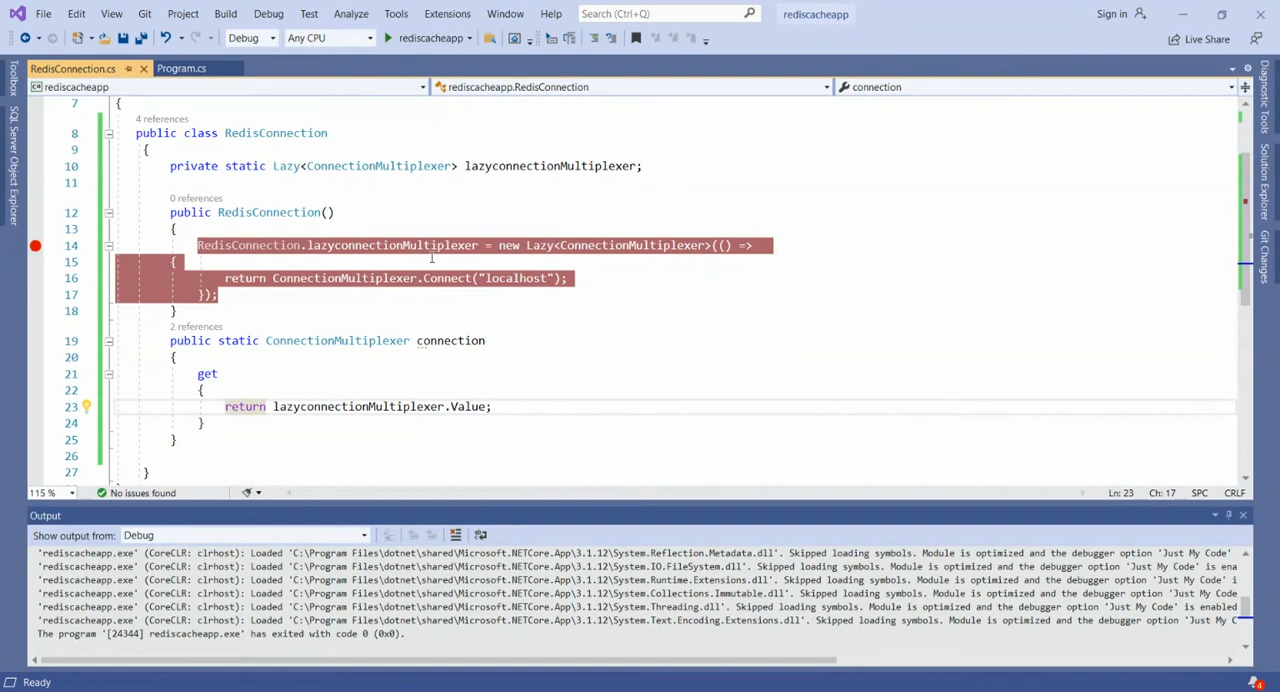 File Edit View Git Project Build Debug Test Analyze Tools Extensions Window Help Search (Ctrl+Q) rediscacheapp Sign in
Debug Any CPU rediscacheapp Live Share
RedisConnection.cs Program.cs
rediscacheapp rediscacheapp.RedisConnection connection
Toolbox
SQL Server Object Explorer
Diagnostic Tools
Solution Explorer
Git Changes
7 {
4 references
8 public class RedisConnection
9 {
10 private static Lazy<ConnectionMultiplexer> lazyconnectionMultiplexer;
11
0 references
12 public RedisConnection()
13 {
14 RedisConnection.lazyconnectionMultiplexer = new Lazy<ConnectionMultiplexer>(() =>
15 {
16 return ConnectionMultiplexer.Connect("localhost");
17 });
18 }
2 references
19 public static ConnectionMultiplexer connection
20 {
21 get
22 {
23 return lazyconnectionMultiplexer.Value;
24 }
25 }
26
27 }
115 % No issues found Ln: 23 Ch: 17 SPC CRLF
Output
Show output from: Debug
'rediscacheapp.exe' (CoreCLR: clrhost): Loaded 'C:\Program Files\dotnet\shared\Microsoft.NETCore.App\3.1.12\System.Reflection.Metadata.dll'. Skipped loading symbols. Module is optimized and the debugger option 'Just My Code'
'rediscacheapp.exe' (CoreCLR: clrhost): Loaded 'C:\Program Files\dotnet\shared\Microsoft.NETCore.App\3.1.12\System.IO.FileSystem.dll'. Skipped loading symbols. Module is optimized and the debugger option 'Just My Code' is ena
'rediscacheapp.exe' (CoreCLR: clrhost): Loaded 'C:\Program Files\dotnet\shared\Microsoft.NETCore.App\3.1.12\System.Runtime.Extensions.dll'. Skipped loading symbols. Module is optimized and the debugger option 'Just My Code' i
'rediscacheapp.exe' (CoreCLR: clrhost): Loaded 'C:\Program Files\dotnet\shared\Microsoft.NETCore.App\3.1.12\System.Collections.Immutable.dll'. Skipped loading symbols. Module is optimized and the debugger option 'Just My Code
'rediscacheapp.exe' (CoreCLR: clrhost): Loaded 'C:\Program Files\dotnet\shared\Microsoft.NETCore.App\3.1.12\System.Threading.dll'. Skipped loading symbols. Module is optimized and the debugger option 'Just My Code' is enabled
'rediscacheapp.exe' (CoreCLR: clrhost): Loaded 'C:\Program Files\dotnet\shared\Microsoft.NETCore.App\3.1.12\System.Text.Encoding.Extensions.dll'. Skipped loading symbols. Module is optimized and the debugger option 'Just My C
The program '[24344] rediscacheapp.exe' has exited with code 0 (0x0).
Ready 4